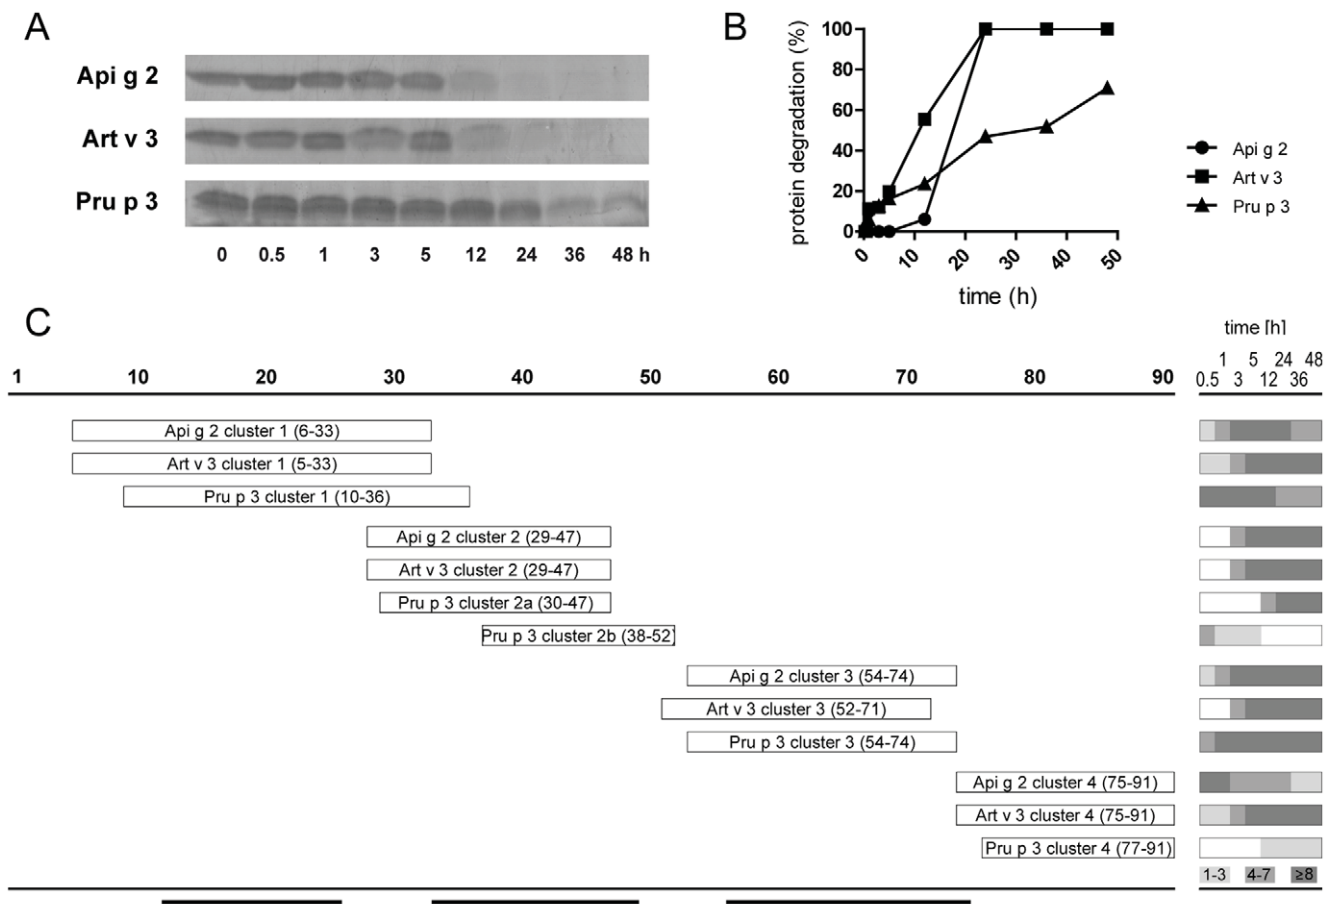 A
Api g 2
Art v 3
Pru p 3
0 0.5 1 3 5 12 24 36 48 h
B
protein degradation (%)
100
80
60
40
20
0
0 10 20 30 40 50
time (h)
Api g 2
Art v 3
Pru p 3
C
time [h]
1 5 24 48
0.5 3 12 36
1 10 20 30 40 50 60 70 80 90
Api g 2 cluster 1 (6-33)
Art v 3 cluster 1 (5-33)
Pru p 3 cluster 1 (10-36)
Api g 2 cluster 2 (29-47)
Art v 3 cluster 2 (29-47)
Pru p 3 cluster 2a (30-47)
Pru p 3 cluster 2b (38-52)
Api g 2 cluster 3 (54-74)
Art v 3 cluster 3 (52-71)
Pru p 3 cluster 3 (54-74)
Api g 2 cluster 4 (75-91)
Art v 3 cluster 4 (75-91)
Pru p 3 cluster 4 (77-91)
1-3 4-7 ≥8